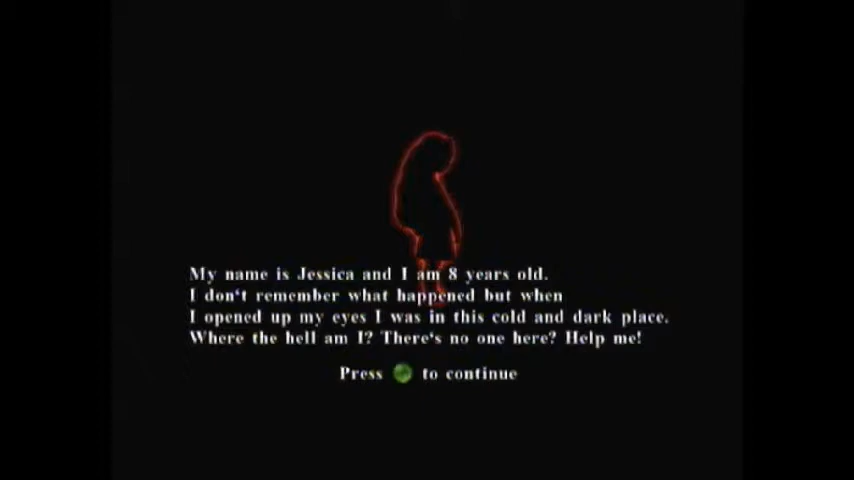 My name is Jessica and I am 8 years old.
I don't remember what happened but when
I opened up my eyes I was in this cold and dark place.
Where the hell am I? There's no one here? Help me!
Press to continue